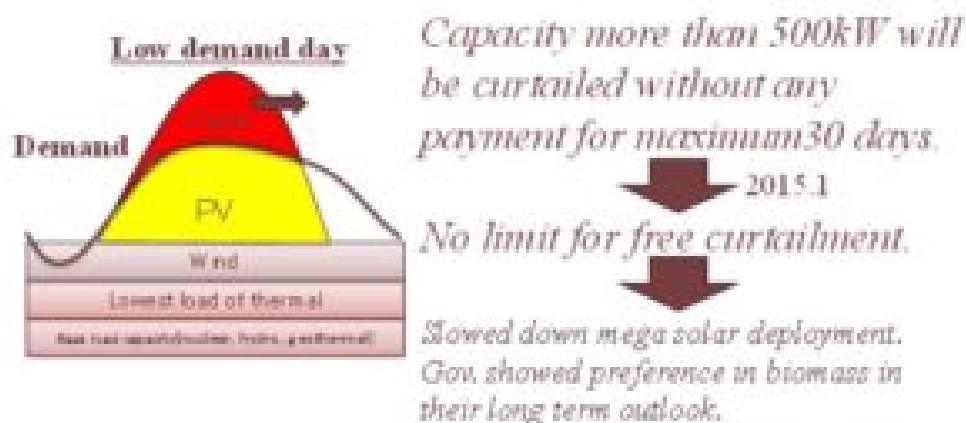 Low demand day
Demand
PV
Wind
Lowest load of thermal
Capacity more than 500kW will
be curtailed without any
payment for maximum30 days.
2015.1
No limit for free curtailment.
Slowed down mega solar deployment.
Gov. showed preference in biomass in
their long term outlook.